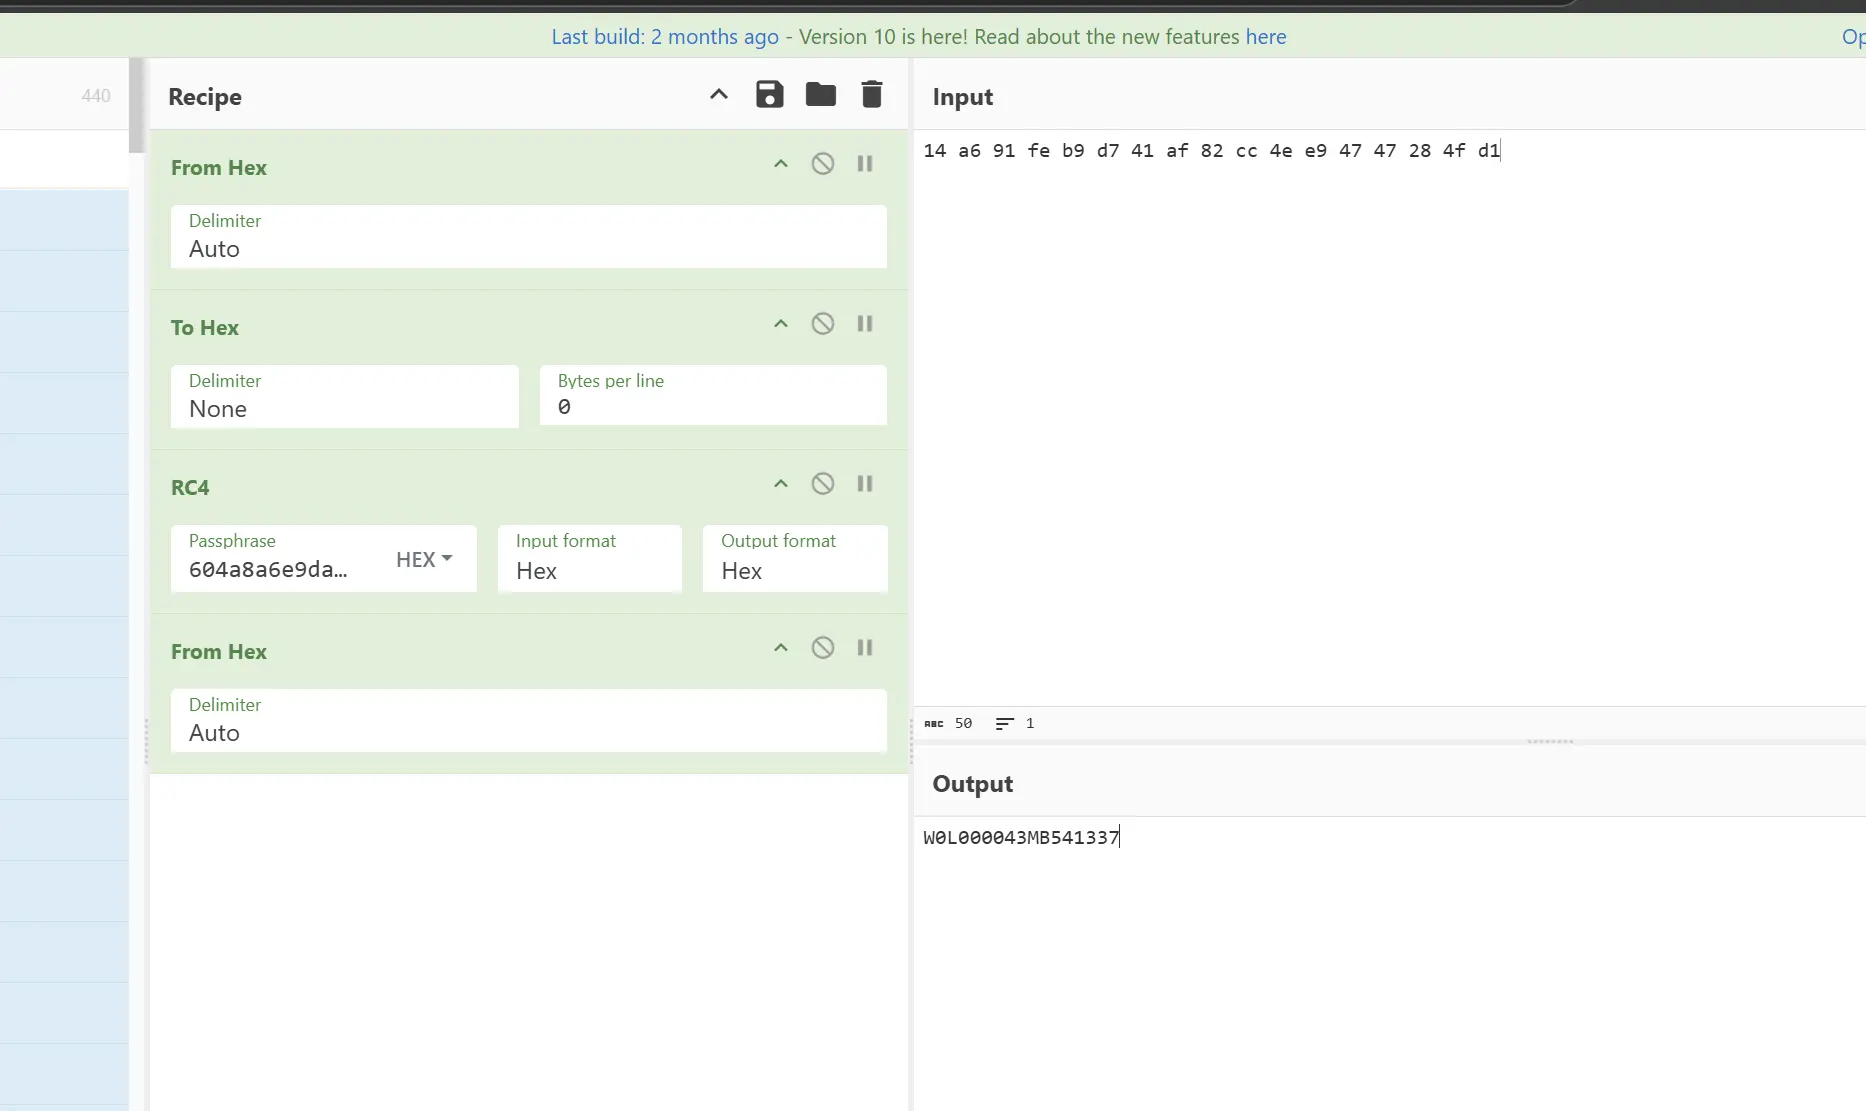 Last build: 2 months ago - Version 10 is here! Read about the new features here
Op
440
Recipe
From Hex
Delimiter
Auto
To Hex
Delimiter
None
Bytes per line
0
RC4
Passphrase
604a8a6e9da…
HEX
Input format
Hex
Output format
Hex
From Hex
Delimiter
Auto
Input
14 a6 91 fe b9 d7 41 af 82 cc 4e e9 47 47 28 4f d1
ABC 50 1
Output
W0L000043MB541337